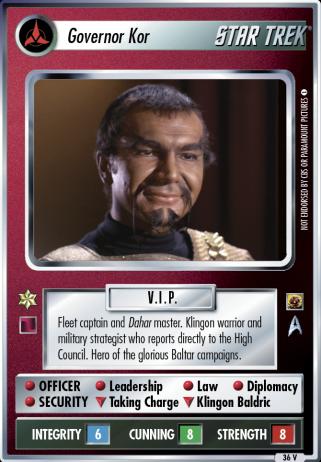 Governor Kor
STAR TREK
NOT ENDORSED BY CBS OR PARAMOUNT PICTURES
V.I.P.
Fleet captain and Dahar master. Klingon warrior and
military strategist who reports directly to the High
Council. Hero of the glorious Baltar campaigns.
OFFICER Leadership Law Diplomacy
SECURITY Taking Charge Klingon Baldric
INTEGRITY 6 CUNNING 8 STRENGTH 8
36 V